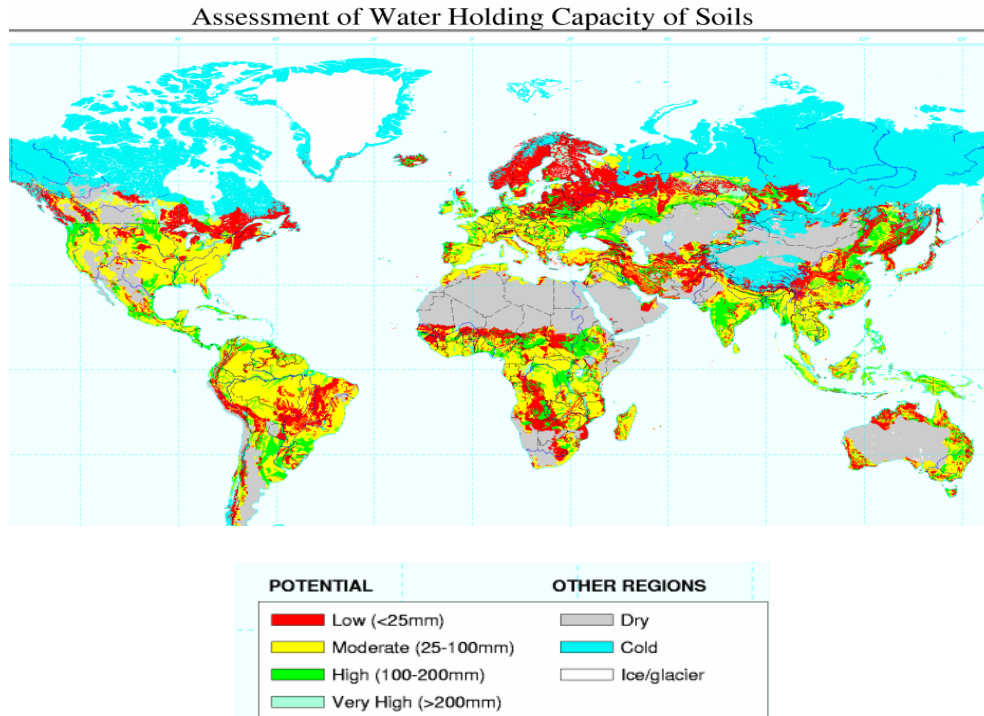 Assessment of Water Holding Capacity of Soils
POTENTIAL
OTHER REGIONS
Low (<25mm)
Dry
Moderate (25-100mm)
Cold
High (100-200mm)
Ice/glacier
Very High (>200mm)